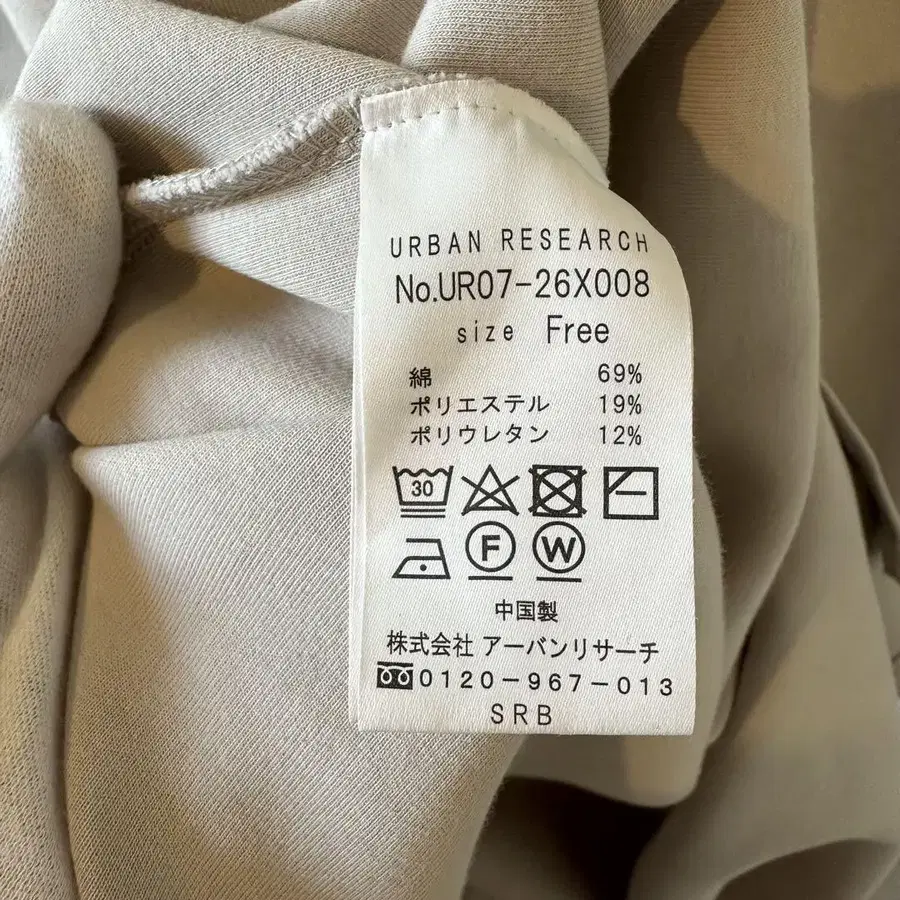 URBAN RESEARCH
No.UR07-26X008
size Free
綿 69%
ポリエステル 19%
ポリウレタン 12%
30
F W
中国製
株式会社 アーバンリサーチ
0120-967-013
SRB